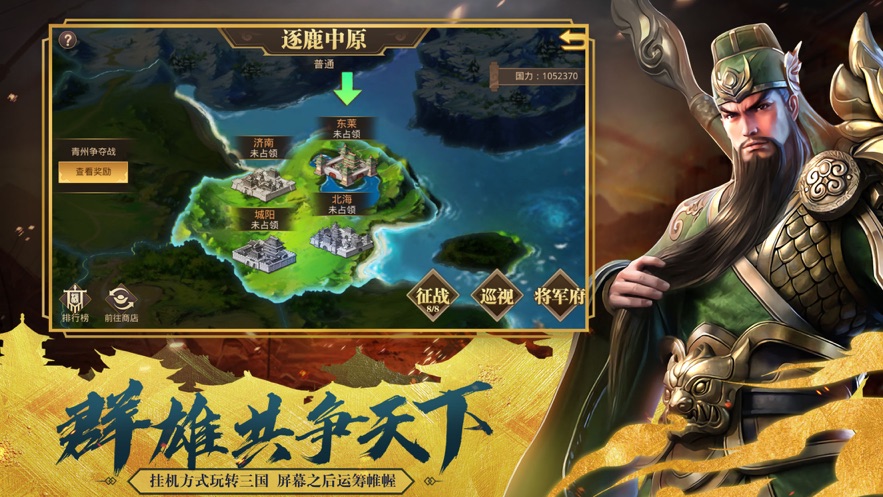 ?
逐鹿中原
普通
国力：1052370
东莱
未占领
济南
未占领
青州争夺战
查看奖励
北海
未占领
城阳
未占领
征战
8/8
巡视
将军府
排行榜
前往商店
群雄共争天下
挂机方式玩转三国 屏幕之后运筹帷幄